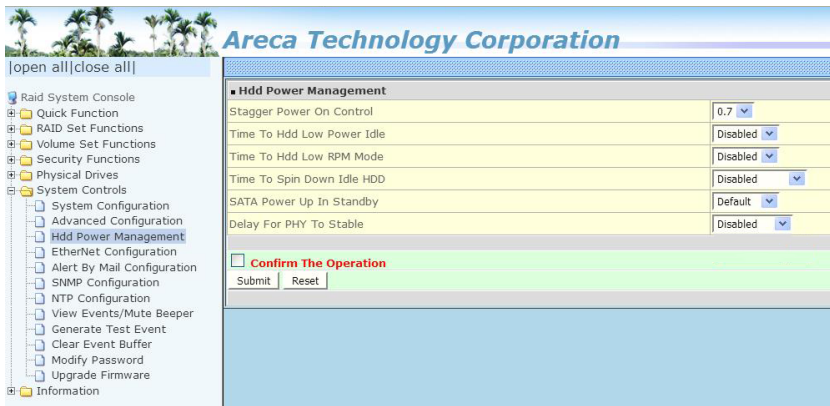 Areca Technology Corporation
|open all|close all|
Raid System Console
Quick Function
RAID Set Functions
Volume Set Functions
Security Functions
Physical Drives
System Controls
System Configuration
Advanced Configuration
Hdd Power Management
EtherNet Configuration
Alert By Mail Configuration
SNMP Configuration
NTP Configuration
View Events/Mute Beeper
Generate Test Event
Clear Event Buffer
Modify Password
Upgrade Firmware
Information
Hdd Power Management
Stagger Power On Control 0.7
Time To Hdd Low Power Idle Disabled
Time To Hdd Low RPM Mode Disabled
Time To Spin Down Idle HDD Disabled
SATA Power Up In Standby Default
Delay For PHY To Stable Disabled
Confirm The Operation
Submit Reset